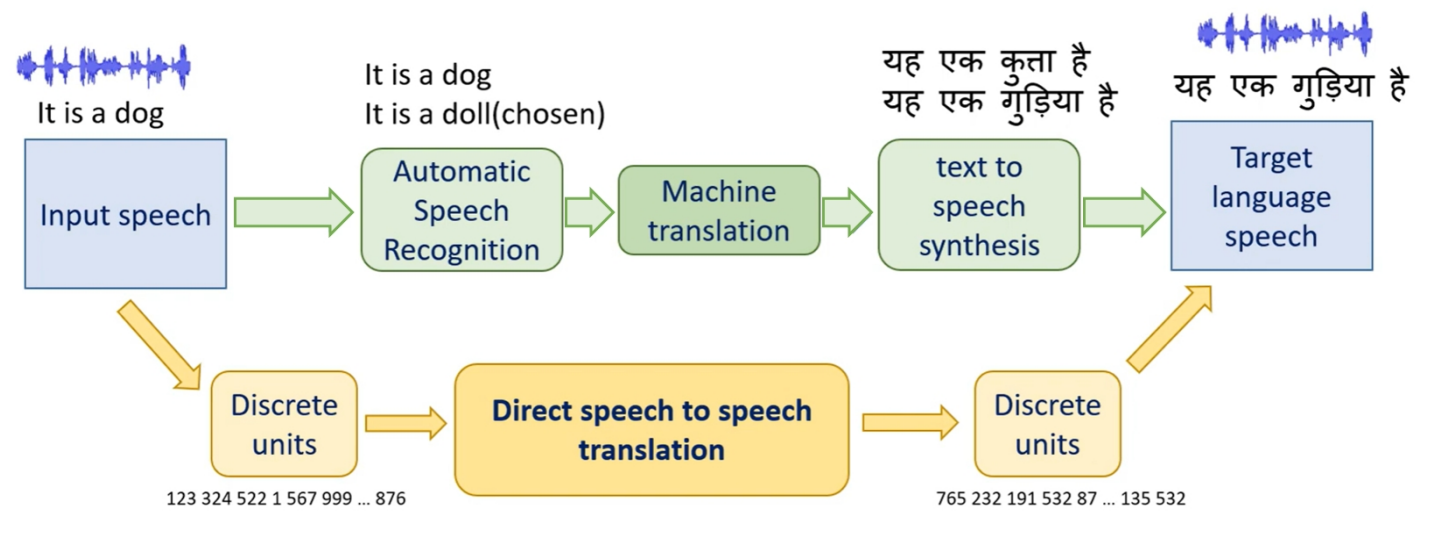 It is a dog
Input speech
It is a dog
It is a doll(chosen)
Automatic
Speech
Recognition
Machine
translation
यह एक कुत्ता है
यह एक गुड़िया है
text to
speech
synthesis
यह एक गुड़िया है
Target
language
speech
Discrete
units
123 324 522 1 567 999 ... 876
Direct speech to speech
translation
Discrete
units
765 232 191 532 87 ... 135 532